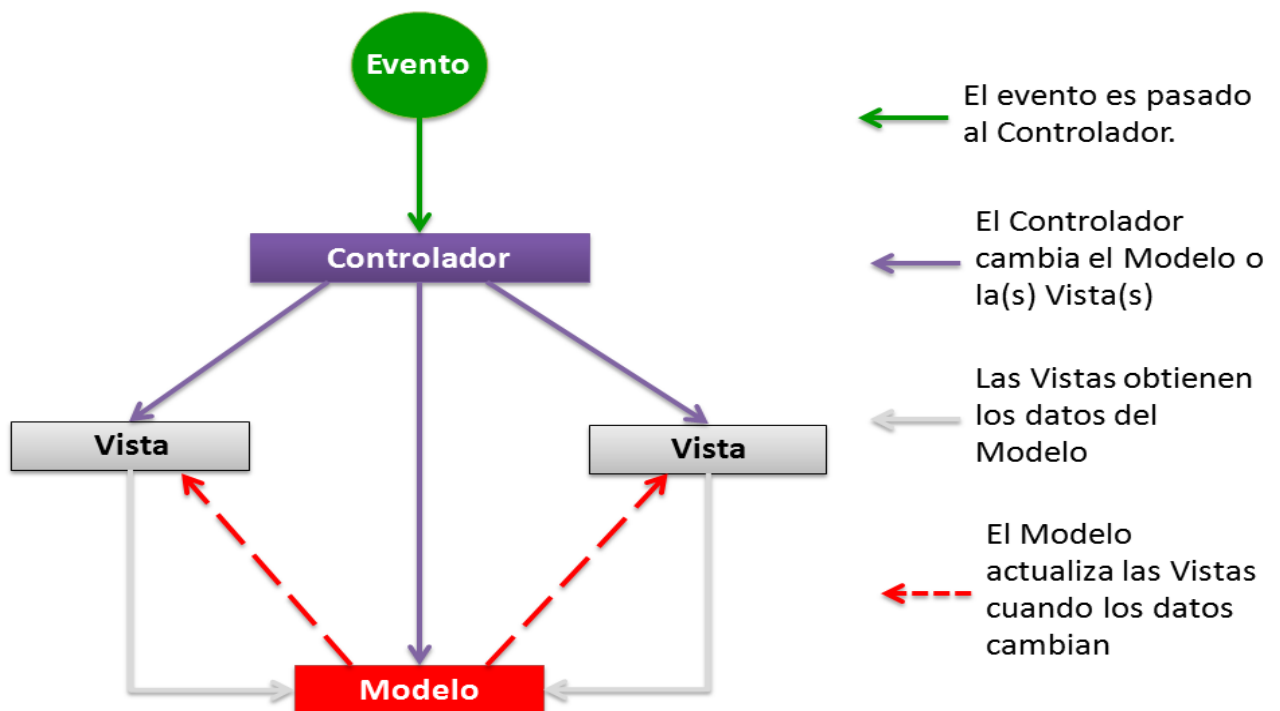 Evento
Controlador
Vista
Vista
Modelo
El evento es pasado
al Controlador.
El Controlador
cambia el Modelo o
la(s) Vista(s)
Las Vistas obtienen
los datos del
Modelo
El Modelo
actualiza las Vistas
cuando los datos
cambian